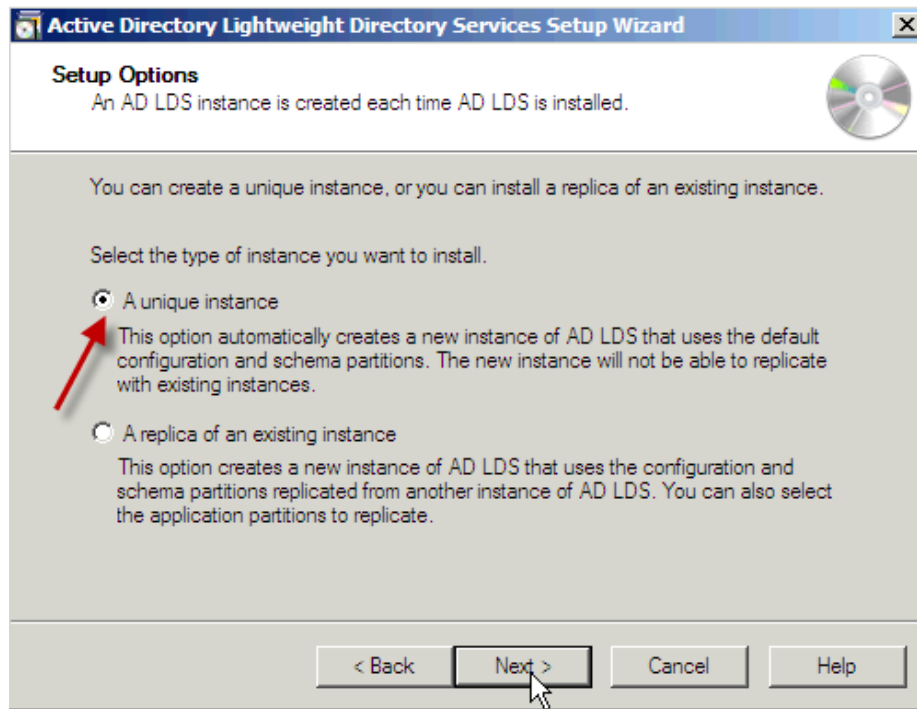 Active Directory Lightweight Directory Services Setup Wizard
Setup Options
An AD LDS instance is created each time AD LDS is installed.
You can create a unique instance, or you can install a replica of an existing instance.
Select the type of instance you want to install.
A unique instance
This option automatically creates a new instance of AD LDS that uses the default
configuration and schema partitions. The new instance will not be able to replicate
with existing instances.
A replica of an existing instance
This option creates a new instance of AD LDS that uses the configuration and
schema partitions replicated from another instance of AD LDS. You can also select
the application partitions to replicate.
< Back Next > Cancel Help